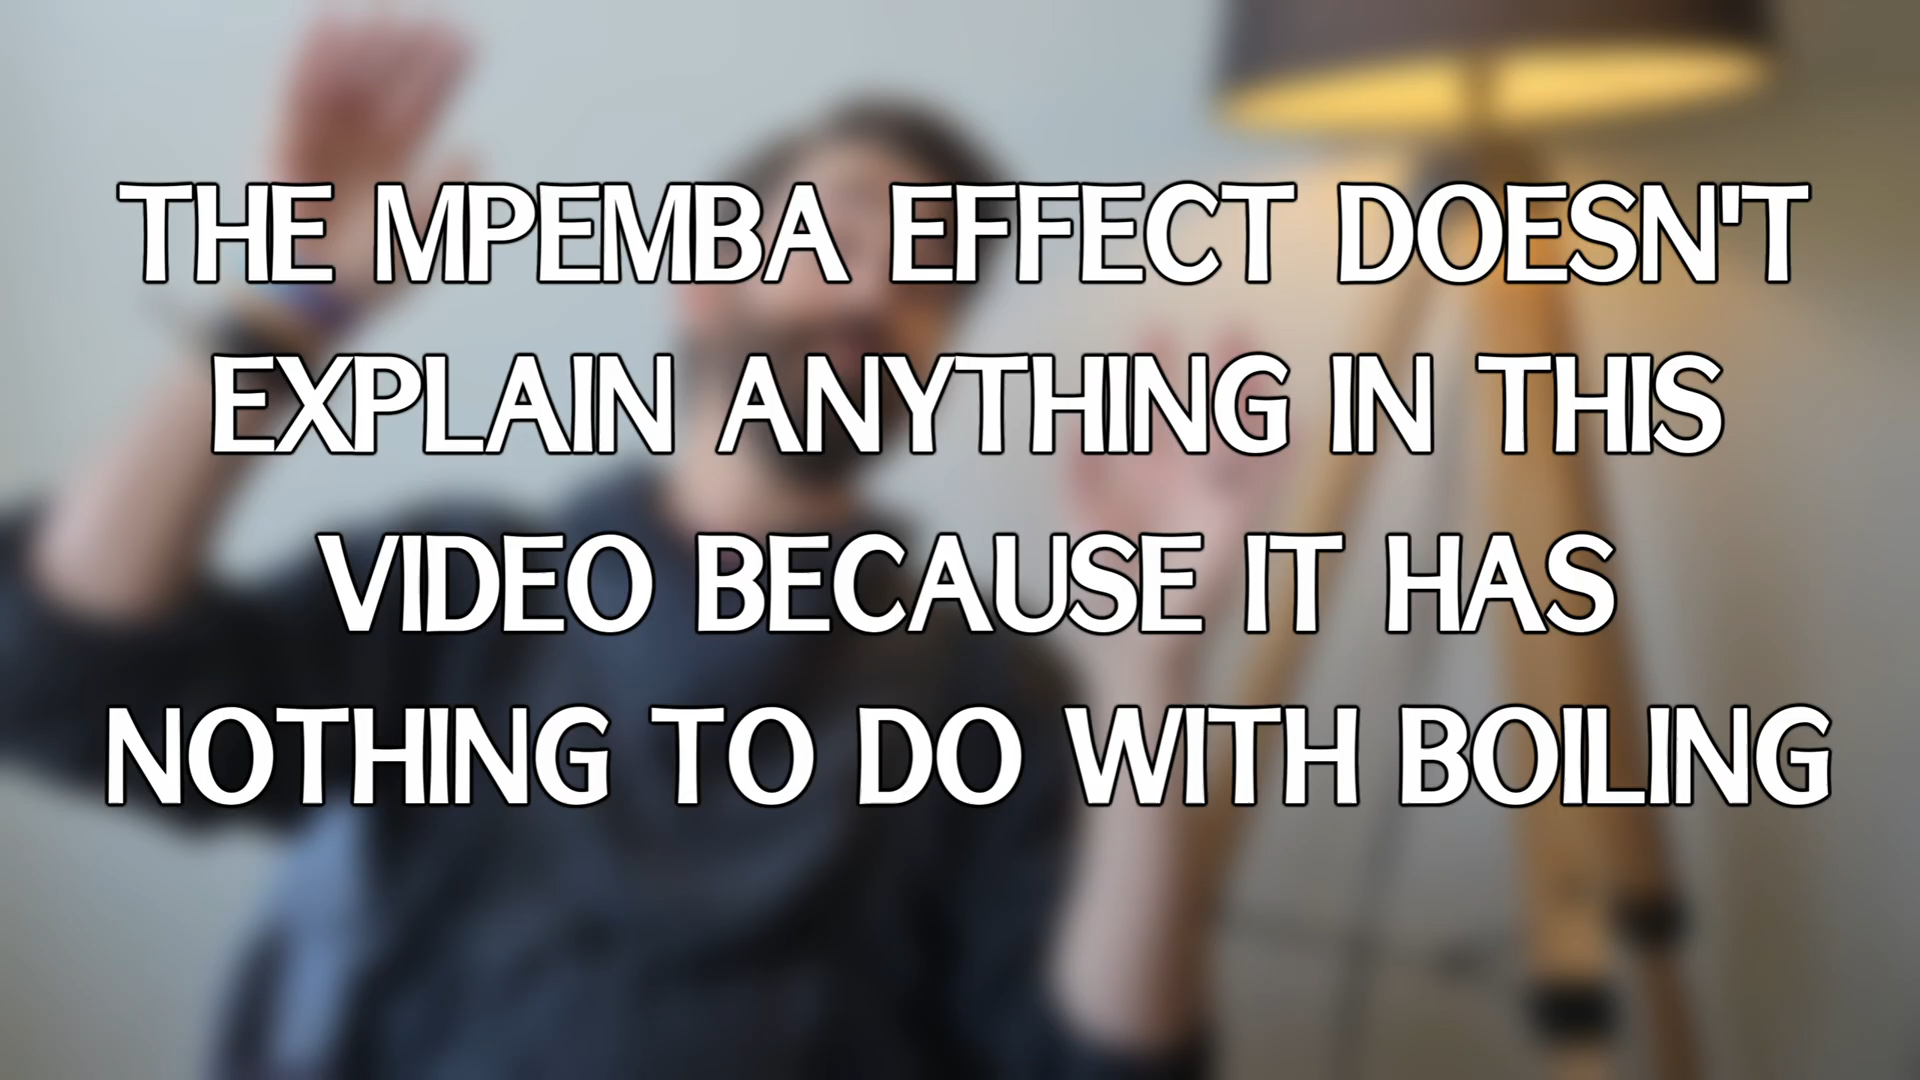 THE MPEMBA EFFECT DOESN'T
EXPLAIN ANYTHING IN THIS
VIDEO BECAUSE IT HAS
NOTHING TO DO WITH BOILING